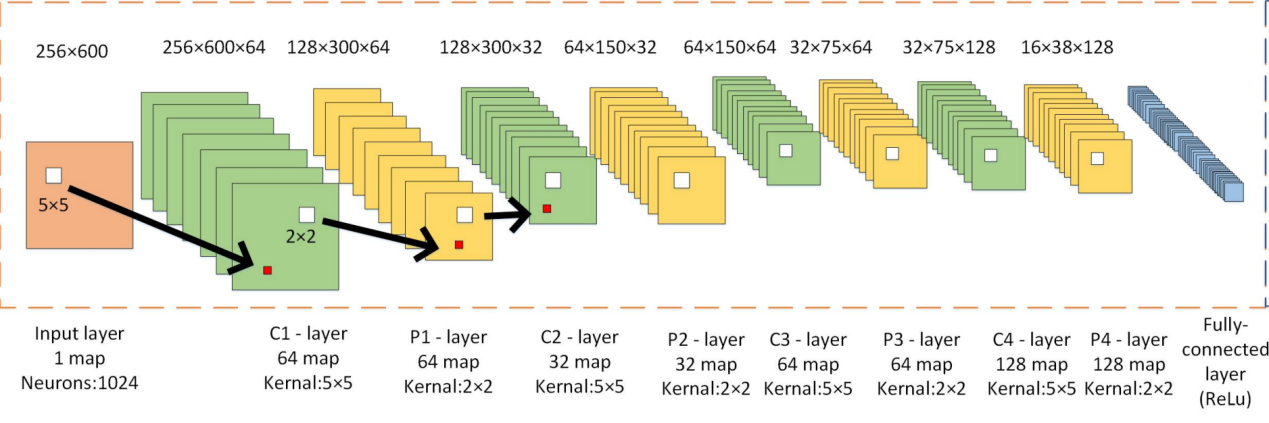 256×600
256×600×64
128×300×64
128×300×32
64×150×32
64×150×64
32×75×64
32×75×128
16×38×128
5×5
2×2
Input layer
1 map
Neurons:1024
C1 - layer
64 map
Kernal:5×5
P1 - layer
64 map
Kernal:2×2
C2 - layer
32 map
Kernal:5×5
P2 - layer
32 map
Kernal:2×2
C3 - layer
64 map
Kernal:5×5
P3 - layer
64 map
Kernal:2×2
C4 - layer
128 map
Kernal:5×5
P4 - layer
128 map
Kernal:2×2
Fully-
connected
layer
(ReLu)